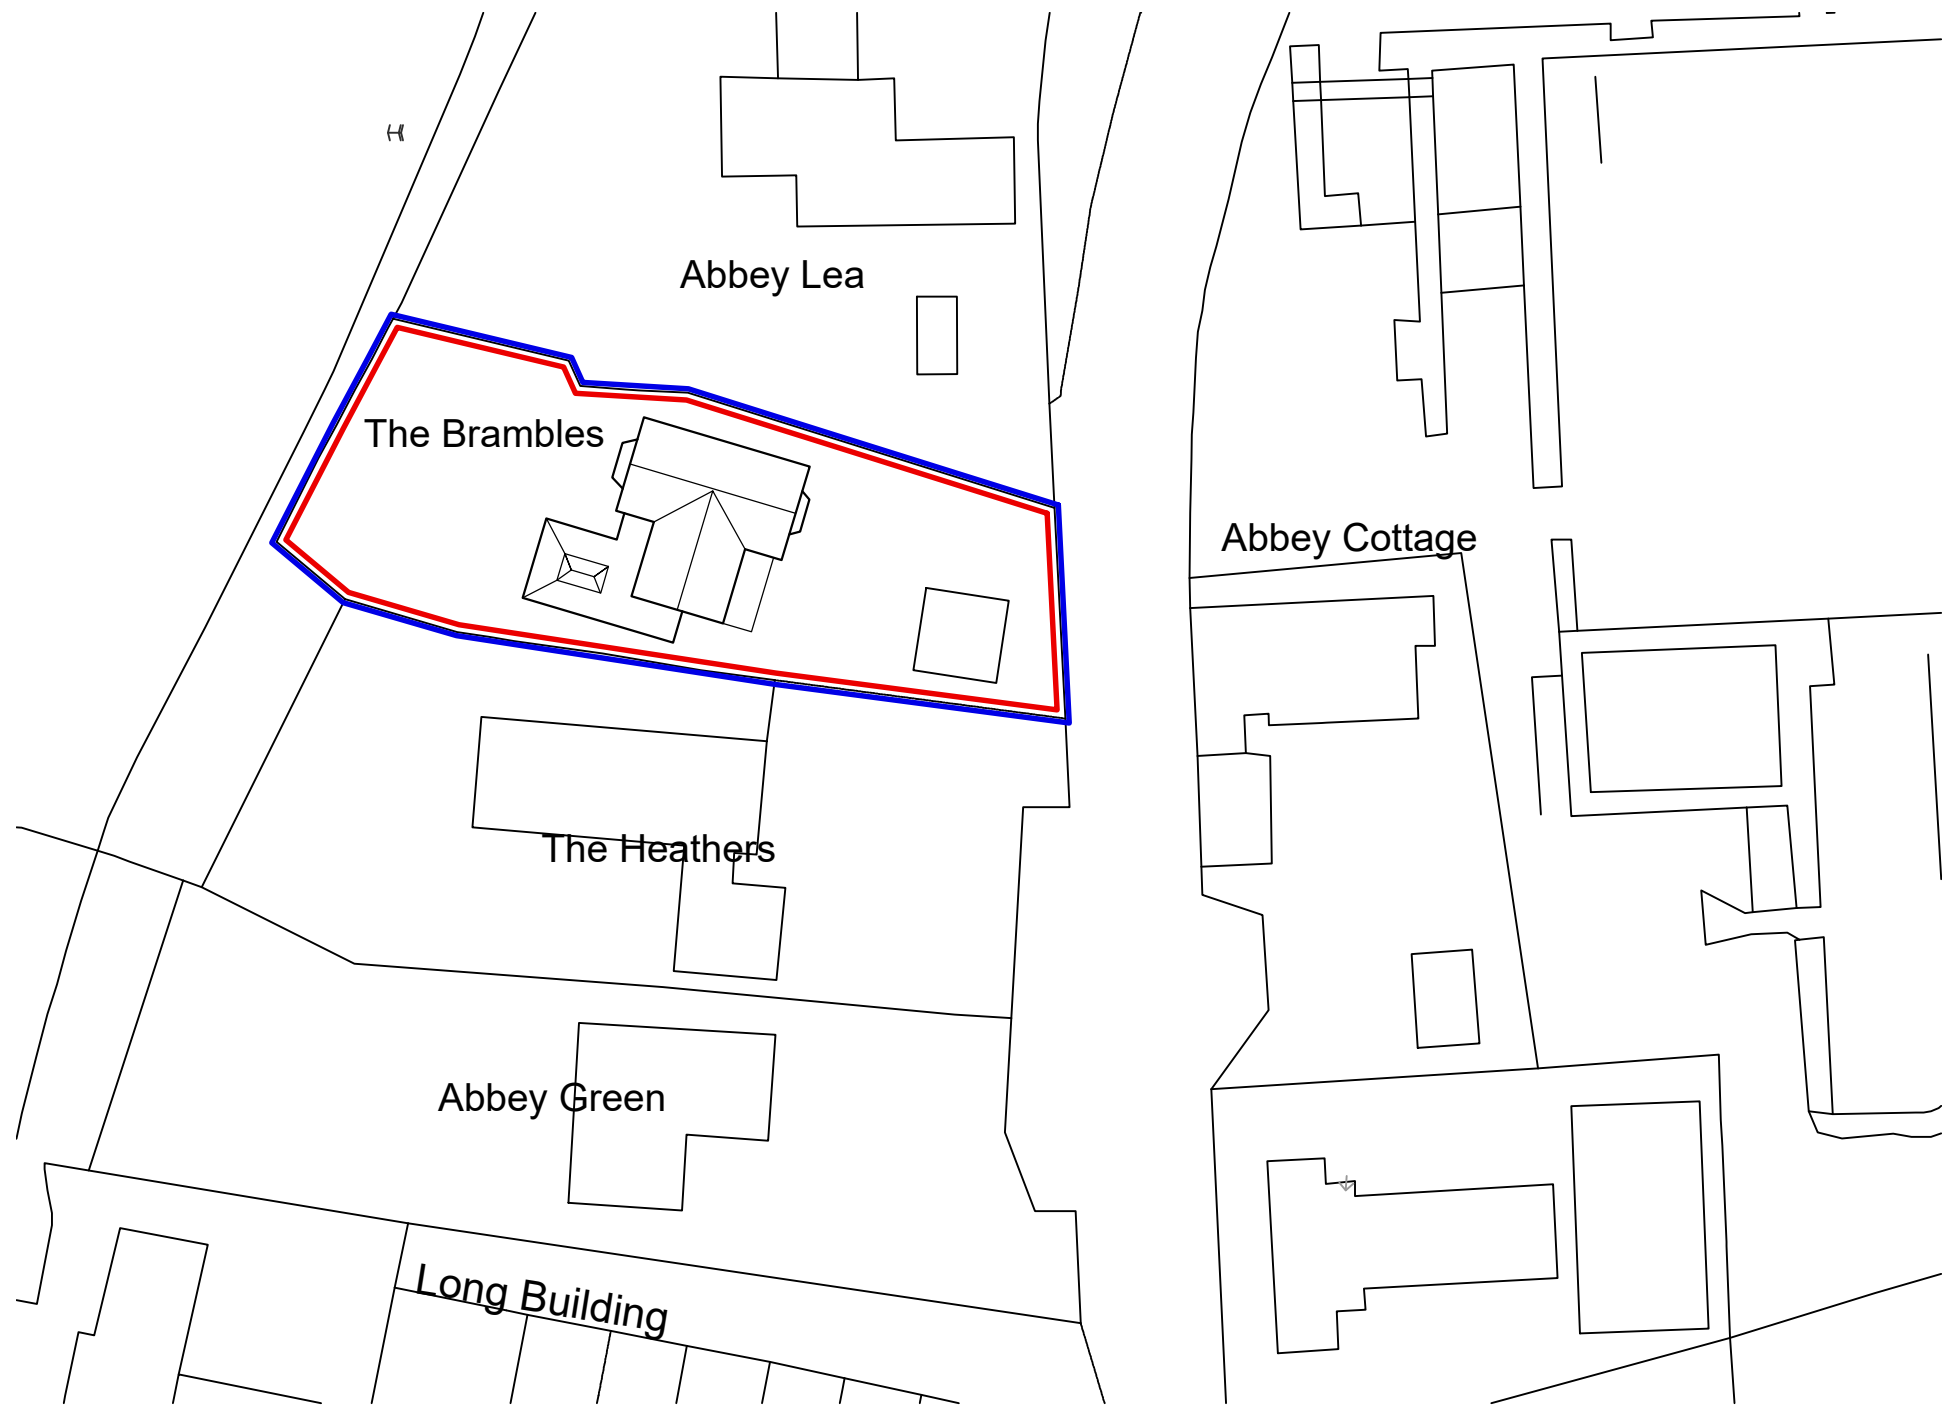 Abbey Lea
The Brambles
Abbey Cottage
The Heathers
Abbey Green
Long Building